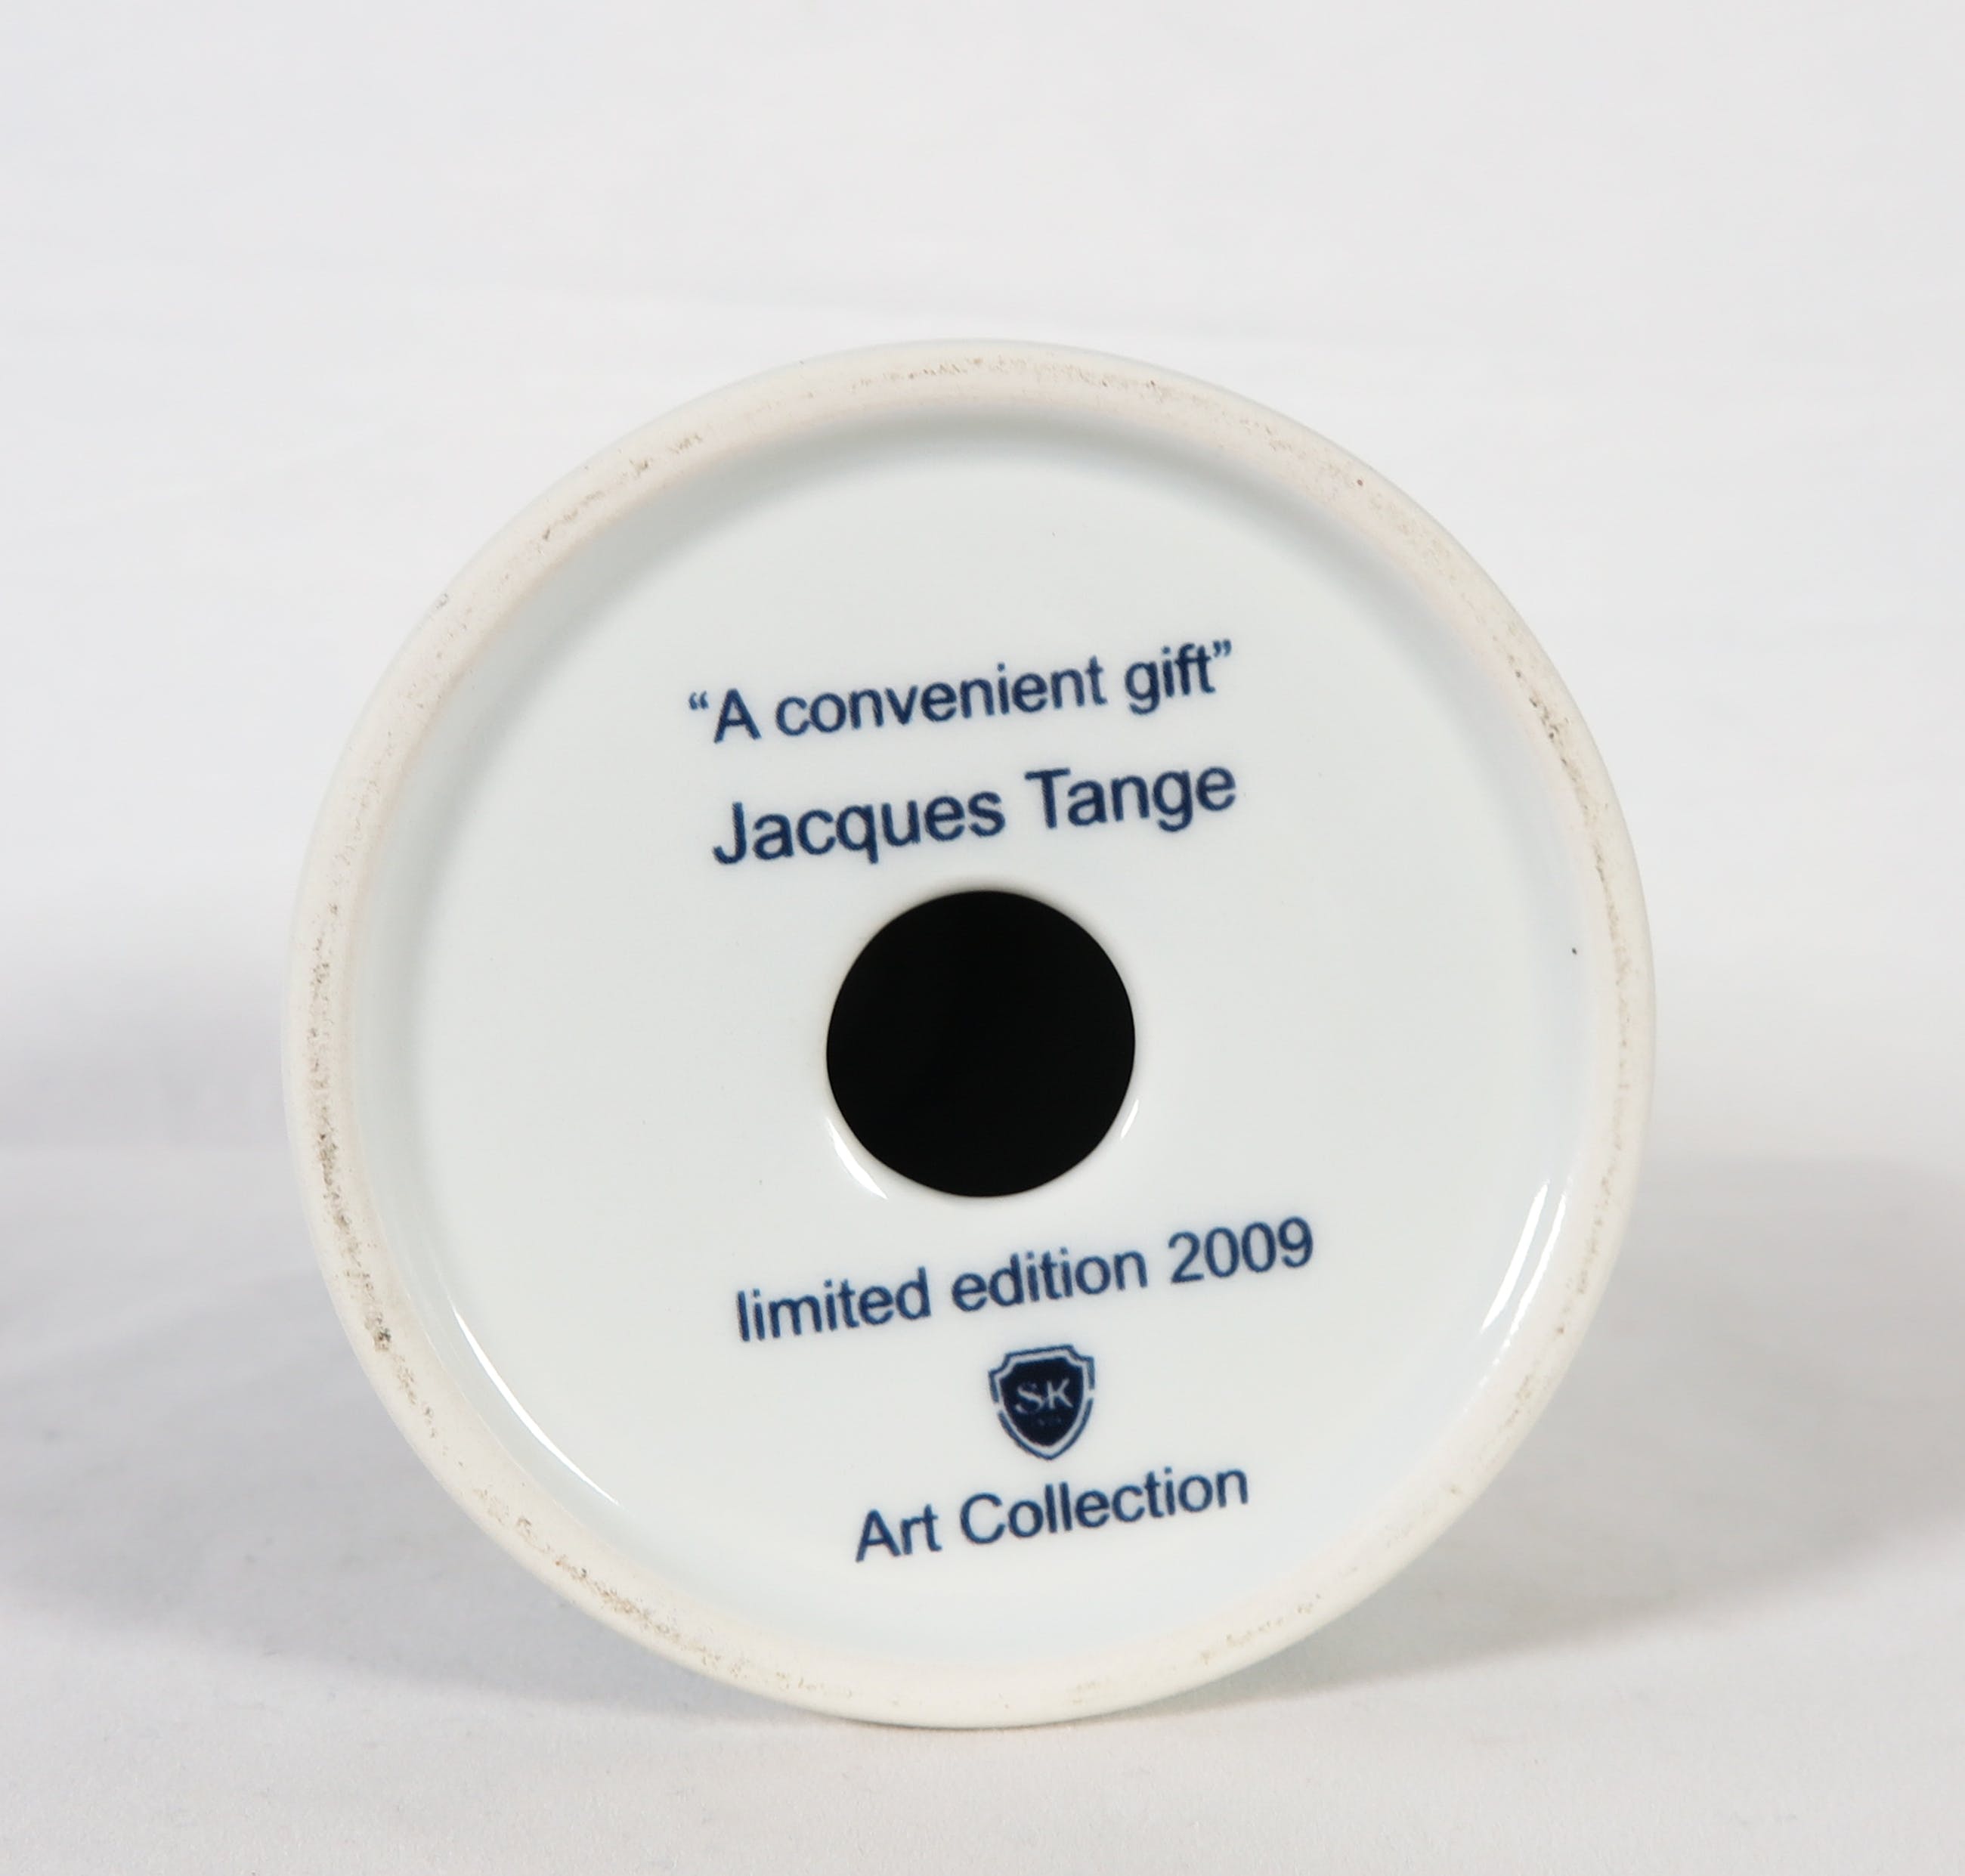 “A convenient gift”
Jacques Tange
limited edition 2009
SK
Art Collection